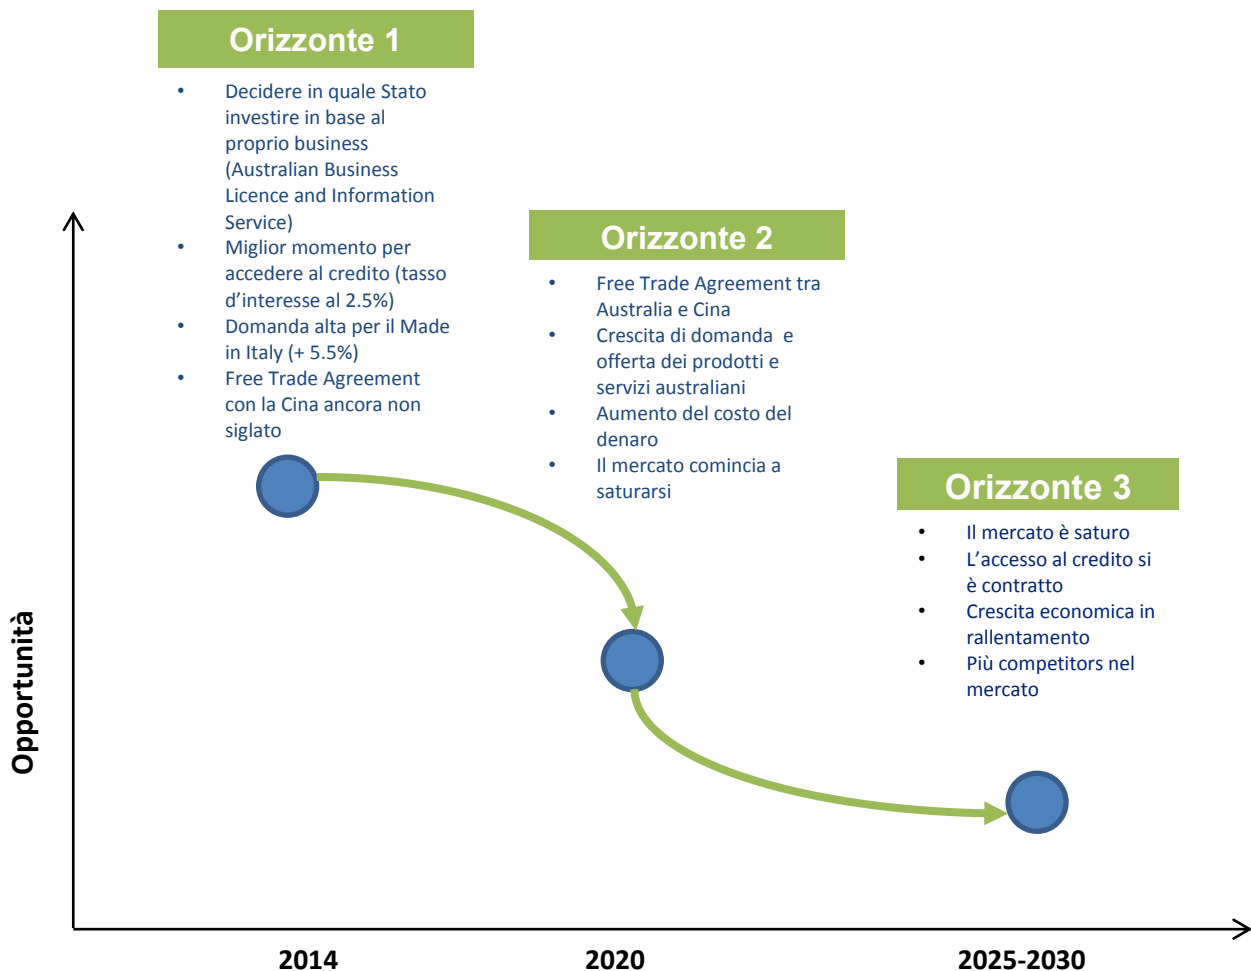 Orizzonte 1
• Decidere in quale Stato
investire in base al
proprio business
(Australian Business
Licence and Information
Service)
• Miglior momento per
accedere al credito (tasso
d’interesse al 2.5%)
• Domanda alta per il Made
in Italy (+ 5.5%)
• Free Trade Agreement
con la Cina ancora non
siglato
Orizzonte 2
• Free Trade Agreement tra
Australia e Cina
• Crescita di domanda e
offerta dei prodotti e
servizi australiani
• Aumento del costo del
denaro
• Il mercato comincia a
saturarsi
Orizzonte 3
• Il mercato è saturo
• L’accesso al credito si
è contratto
• Crescita economica in
rallentamento
• Più competitors nel
mercato
Opportunità
2014
2020
2025-2030